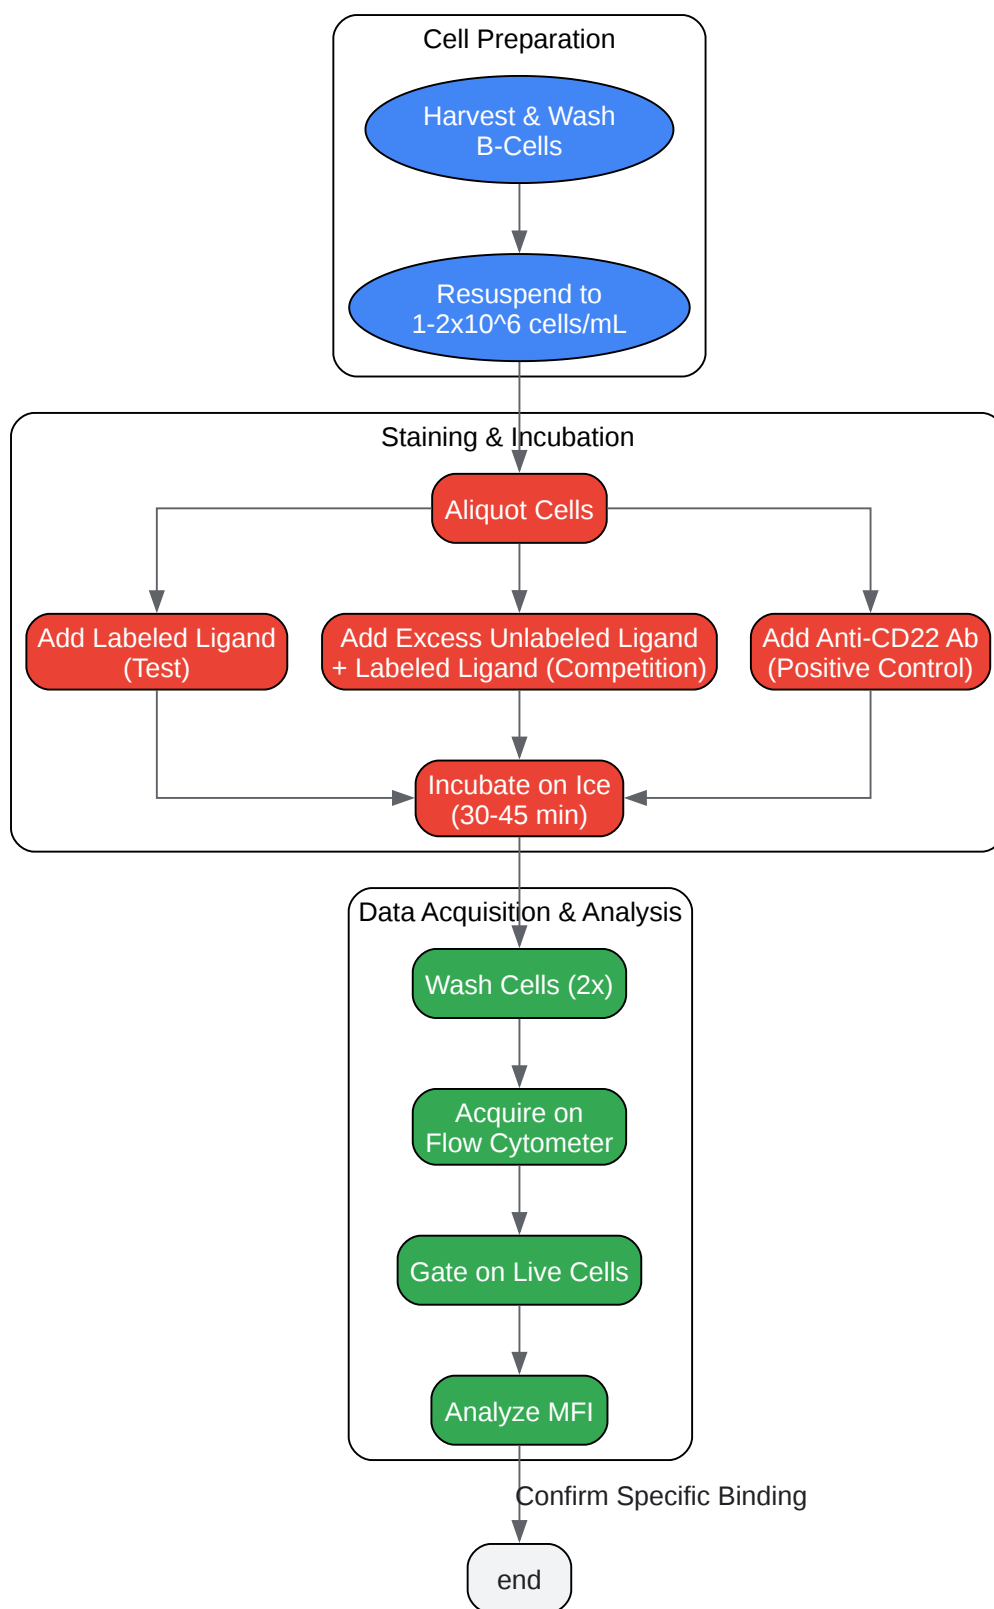 Cell Preparation
Harvest & Wash
B-Cells
Resuspend to
1-2x10^6 cells/mL
Staining & Incubation
Aliquot Cells
Add Labeled Ligand
(Test)
Add Excess Unlabeled Ligand
+ Labeled Ligand (Competition)
Add Anti-CD22 Ab
(Positive Control)
Incubate on Ice
(30-45 min)
Data Acquisition & Analysis
Wash Cells (2x)
Acquire on
Flow Cytometer
Gate on Live Cells
Analyze MFI
Confirm Specific Binding
end